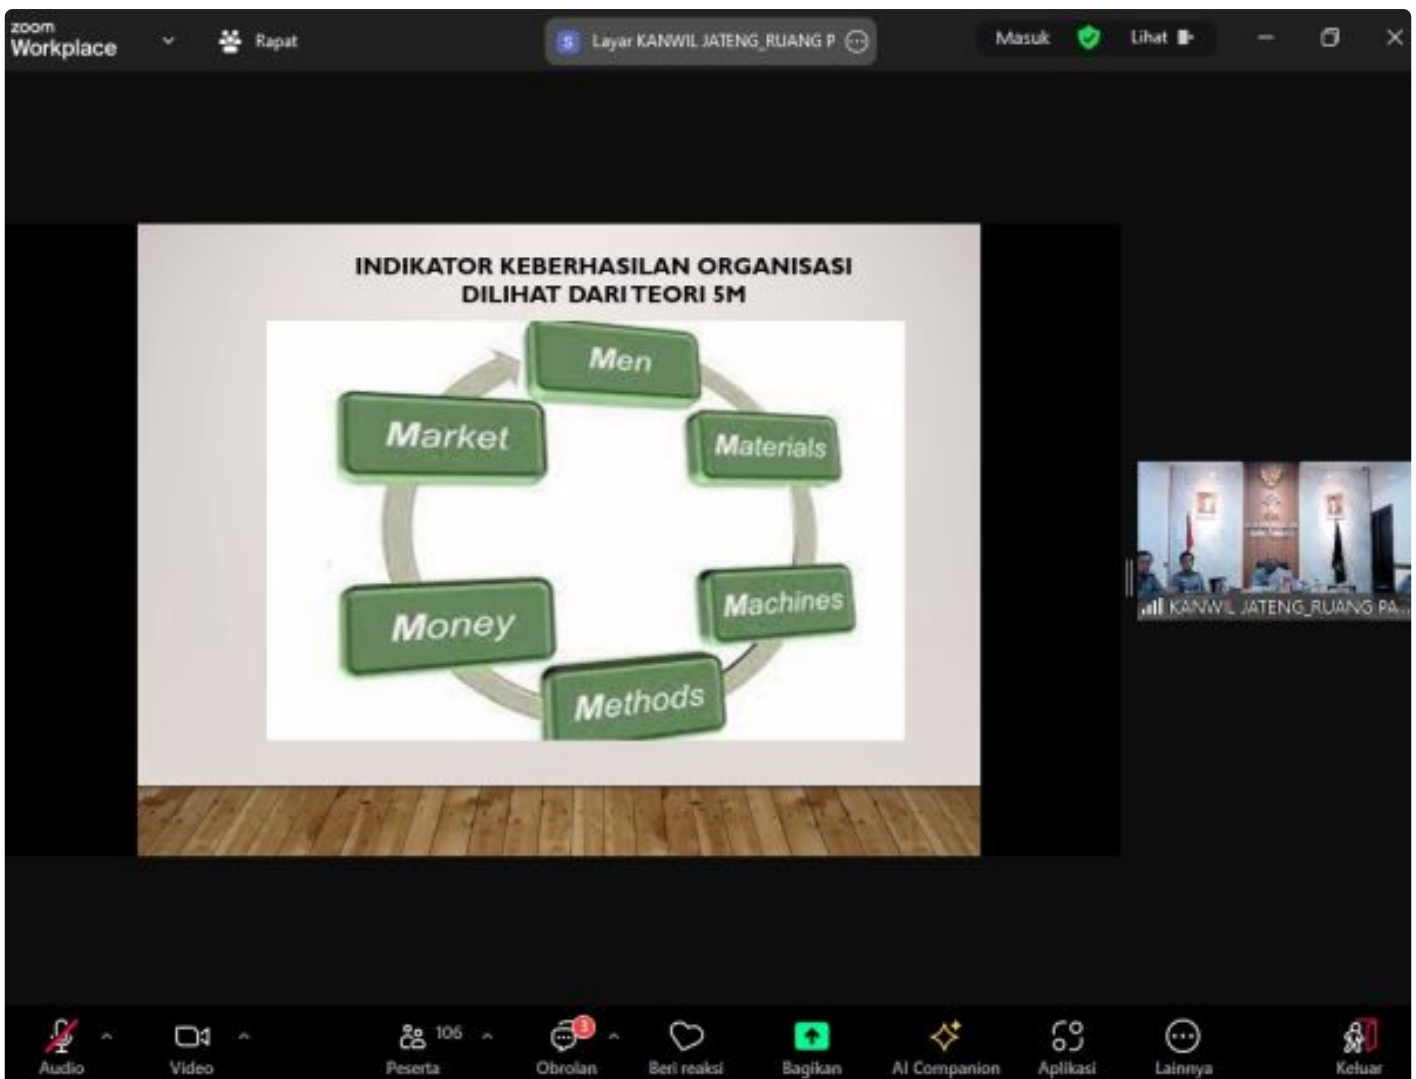 zoom
Workplace
Rapat
S
Layar KANWIL JATENG_RUANG P
Masuk
Lihat
INDIKATOR KEBERHASILAN ORGANISASI
DILIHAT DARI TEORI 5M
Men
Market
Materials
Money
Machines
Methods
KANWIL JATENG_RUANG PA...
Audio
Video
106
Peserta
3
Obrolan
Beri reaksi
Bagikan
AI Companion
Aplikasi
Lainnya
Keluar